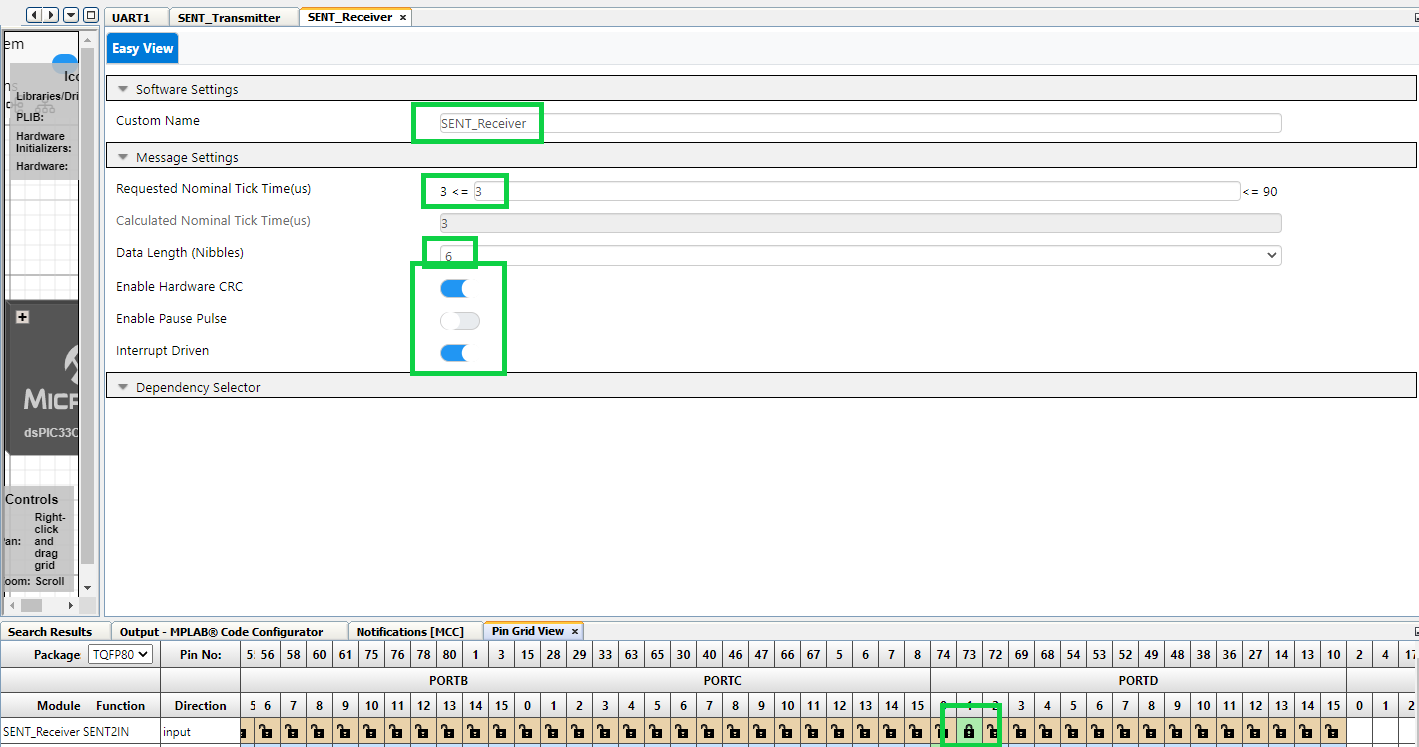 UART1 SENT_Transmitter SENT_Receiver ×
Easy View
Software Settings
Custom Name SENT_Receiver
Message Settings
Requested Nominal Tick Time(us) 3 <= 3 <= 90
Calculated Nominal Tick Time(us) 3
Data Length (Nibbles) 6
Enable Hardware CRC
Enable Pause Pulse
Interrupt Driven
Dependency Selector
em
Ico
Libraries/Dri
PLIB:
Hardware
Initializers:
Hardware:
MICR
dsPIC33C
Controls
Right-
click
an: and
drag
grid
oom: Scroll
Search Results Output - MPLAB® Code Configurator Notifications [MCC] Pin Grid View ×
Package: TQFP80 Pin No: 56 58 60 61 75 76 78 80 1 3 15 28 29 33 63 65 30 40 46 47 66 67 5 6 7 8 74 73 72 69 68 54 53 52 49 48 38 36 27 14 13 10 2 4 17
PORTB PORTC PORTD
Module Function Direction 5 6 7 8 9 10 11 12 13 14 15 0 1 2 3 4 5 6 7 8 9 10 11 12 13 14 15 0 1 2 3 4 5 6 7 8 9 10 11 12 13 14 15 0 1 2
SENT_Receiver SENT2IN input